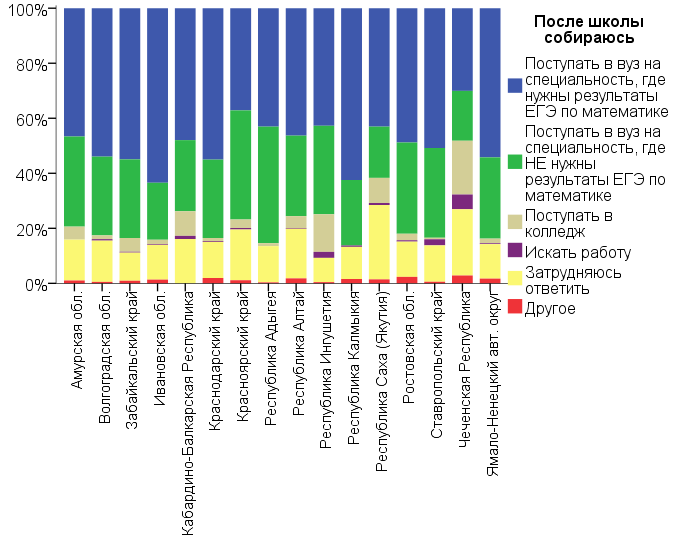 100%
80%
60%
40%
20%
0%
После школы
собираюсь
Поступать в вуз на
специальность, где
нужны результаты
ЕГЭ по математике
Поступать в вуз на
специальность, где
НЕ нужны
результаты ЕГЭ по
математике
Поступать в
колледж
Искать работу
Затрудняюсь
ответить
Другое
Амурская обл.
Волгоградская обл.
Забайкальский край
Ивановская обл.
Кабардино-Балкарская Республика
Краснодарский край
Красноярский край
Республика Адыгея
Республика Алтай
Республика Ингушетия
Республика Калмыкия
Республика Саха (Якутия)
Ростовская обл.
Ставропольский край
Чеченская Республика
Ямало-Ненецкий авт. округ